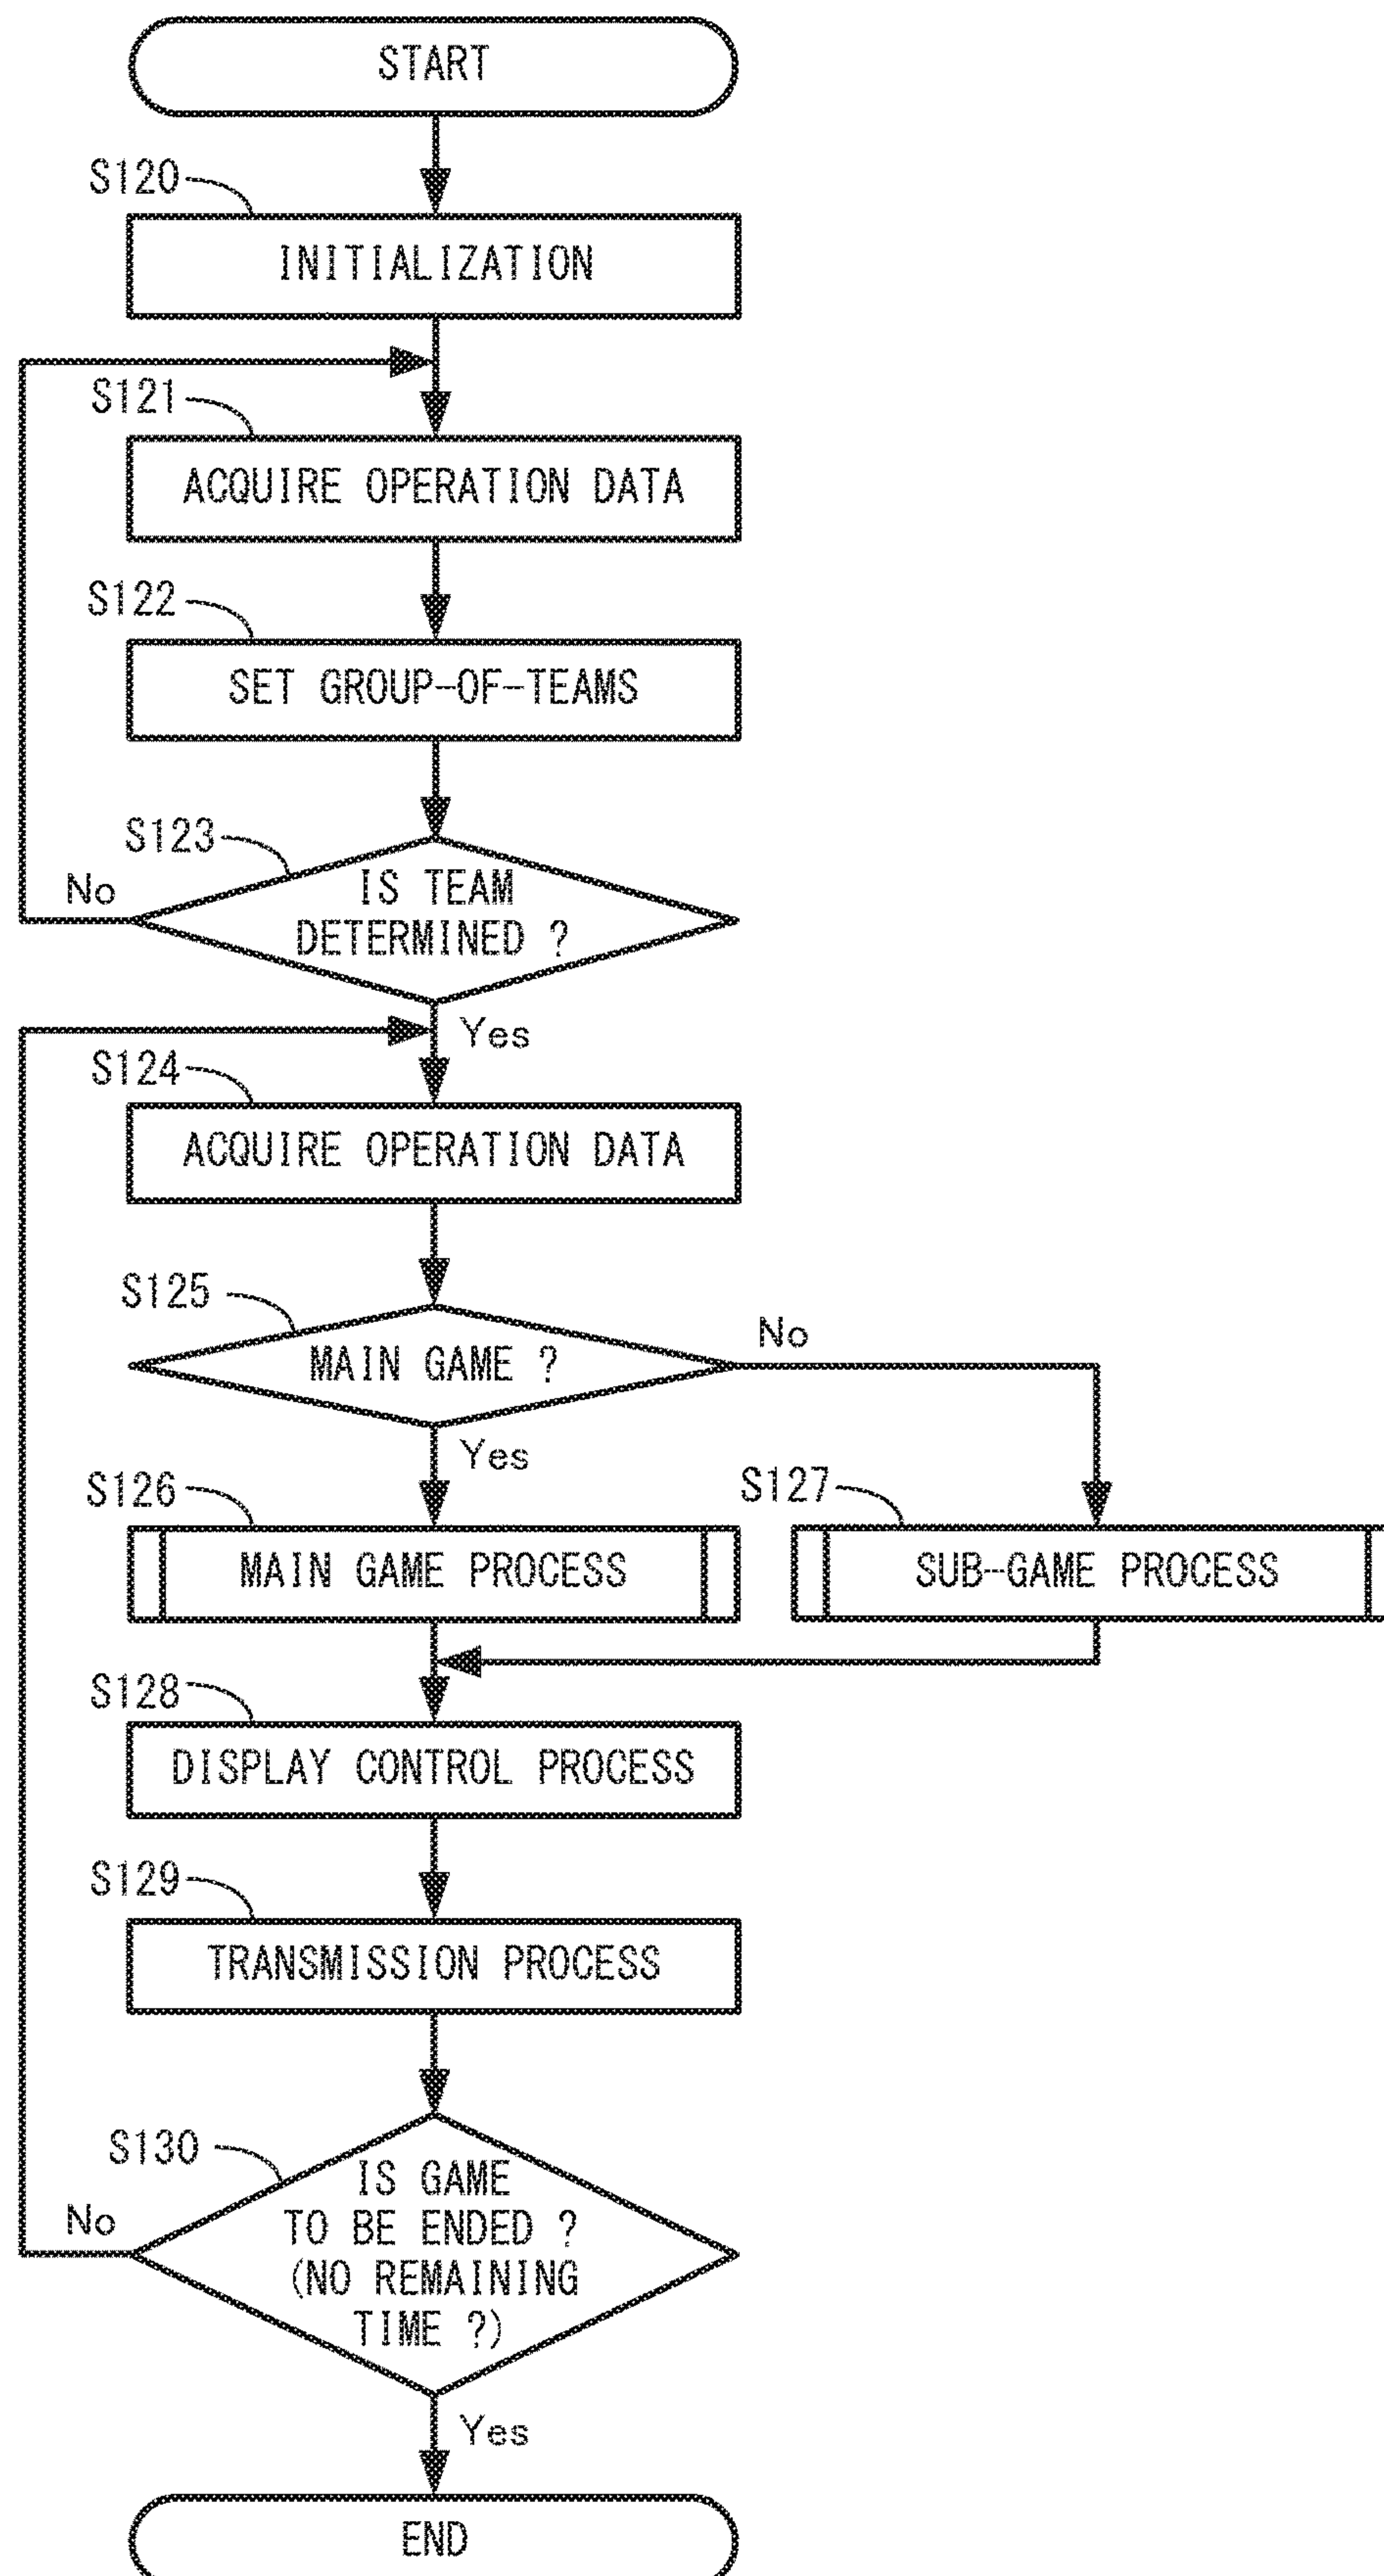 START
S120
INITIALIZATION
S121
ACQUIRE OPERATION DATA
S122
SET GROUP-OF-TEAMS
S123
No
IS TEAM
DETERMINED ?
Yes
S124
ACQUIRE OPERATION DATA
S125
MAIN GAME ?
No
Yes
S126
MAIN GAME PROCESS
S127
SUB-GAME PROCESS
S128
DISPLAY CONTROL PROCESS
S129
TRANSMISSION PROCESS
S130
No
IS GAME
TO BE ENDED ?
(NO REMAINING
TIME ?)
Yes
END